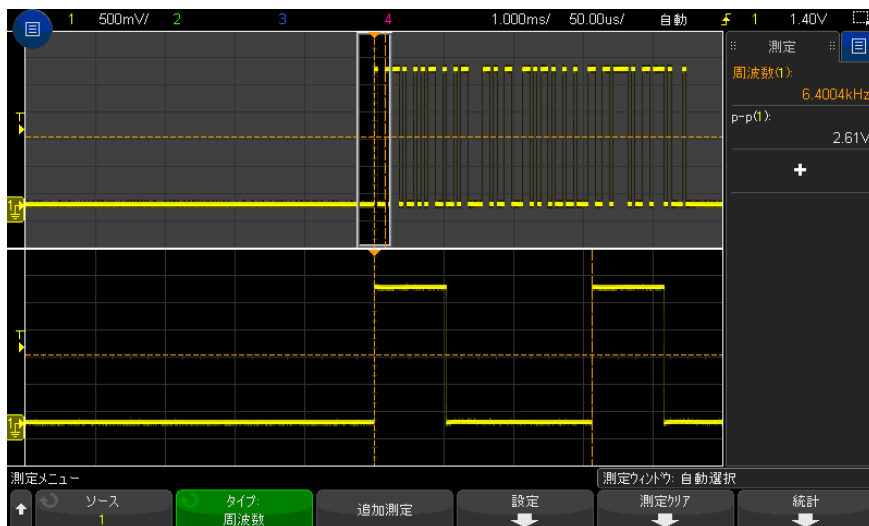 1 500mV/ 2 3 4 1.000ms/ 50.00us/ 自動 1 1.40V
測定
周波数(1):
6.4004kHz
p-p(1):
2.61V
+
T
1
T
1
測定メニュー
測定ウィンドウ: 自動選択
ソース
1
タイプ:
周波数
追加測定
設定
測定クリア
統計